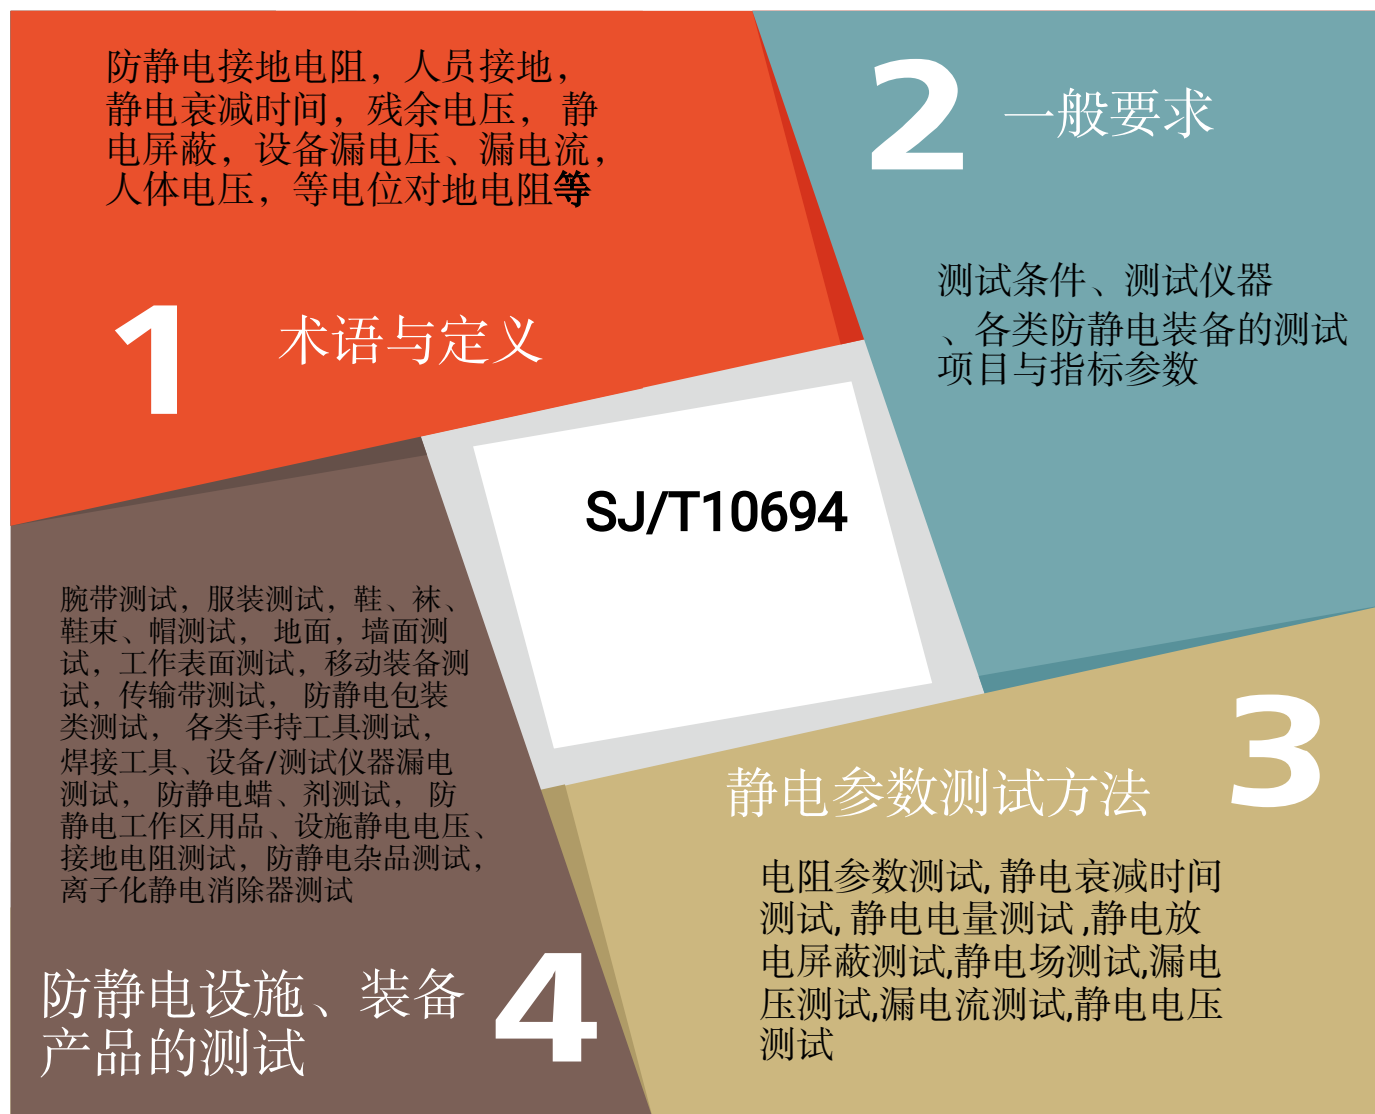 防静电接地电阻，人员接地，
静电衰减时间，残余电压， 静
电屏蔽，设备漏电压、漏电流，
人体电压，等电位对地电阻等
1
术语与定义
2
一般要求
测试条件、测试仪器
、各类防静电装备的测试
项目与指标参数
SJ/T10694
3
静电参数测试方法
电阻参数测试, 静电衰减时间
测试, 静电电量测试 ,静电放
电屏蔽测试,静电场测试,漏电
压测试,漏电流测试,静电电压
测试
腕带测试，服装测试，鞋、袜、
鞋束、帽测试， 地面，墙面测
试，工作表面测试，移动装备测
试，传输带测试， 防静电包装
类测试， 各类手持工具测试，
焊接工具、设备/测试仪器漏电
测试， 防静电蜡、剂测试， 防
静电工作区用品、设施静电电压、
接地电阻测试，防静电杂品测试，
离子化静电消除器测试
防静电设施、装备
产品的测试
4